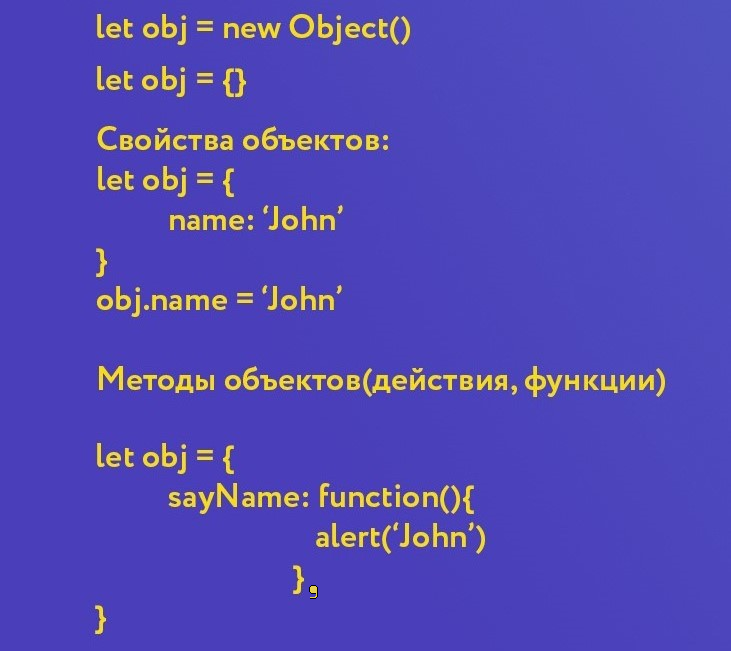 let obj = new Object()
let obj = {}
Свойства объектов:
let obj = {
name: ‘John’
}
obj.name = ‘John’
Методы объектов(действия, функции)
let obj = {
sayName: function(){
alert(‘John’)
},
}